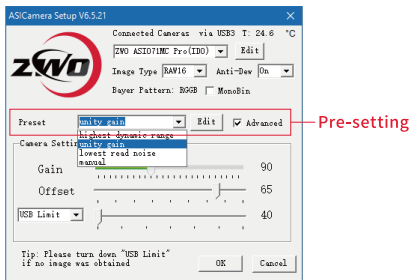 ASICamera Setup V6.5.21
Connected Cameras via USB3 T: 24.6 °C
ZWO
ZWO ASI071MC Pro(ID0) Edit
Image Type RAW16 Anti-Dew On
Bayer Pattern: RGGB MonoBin
Preset unity gain Edit Advanced
Pre-setting
highest dynamic range
Camera Setti unity gain
lowest read noise
manual
Gain 90
Offset 65
USB Limit 40
Tip: Please turn down "USB Limit"
if no image was obtained
OK Cancel